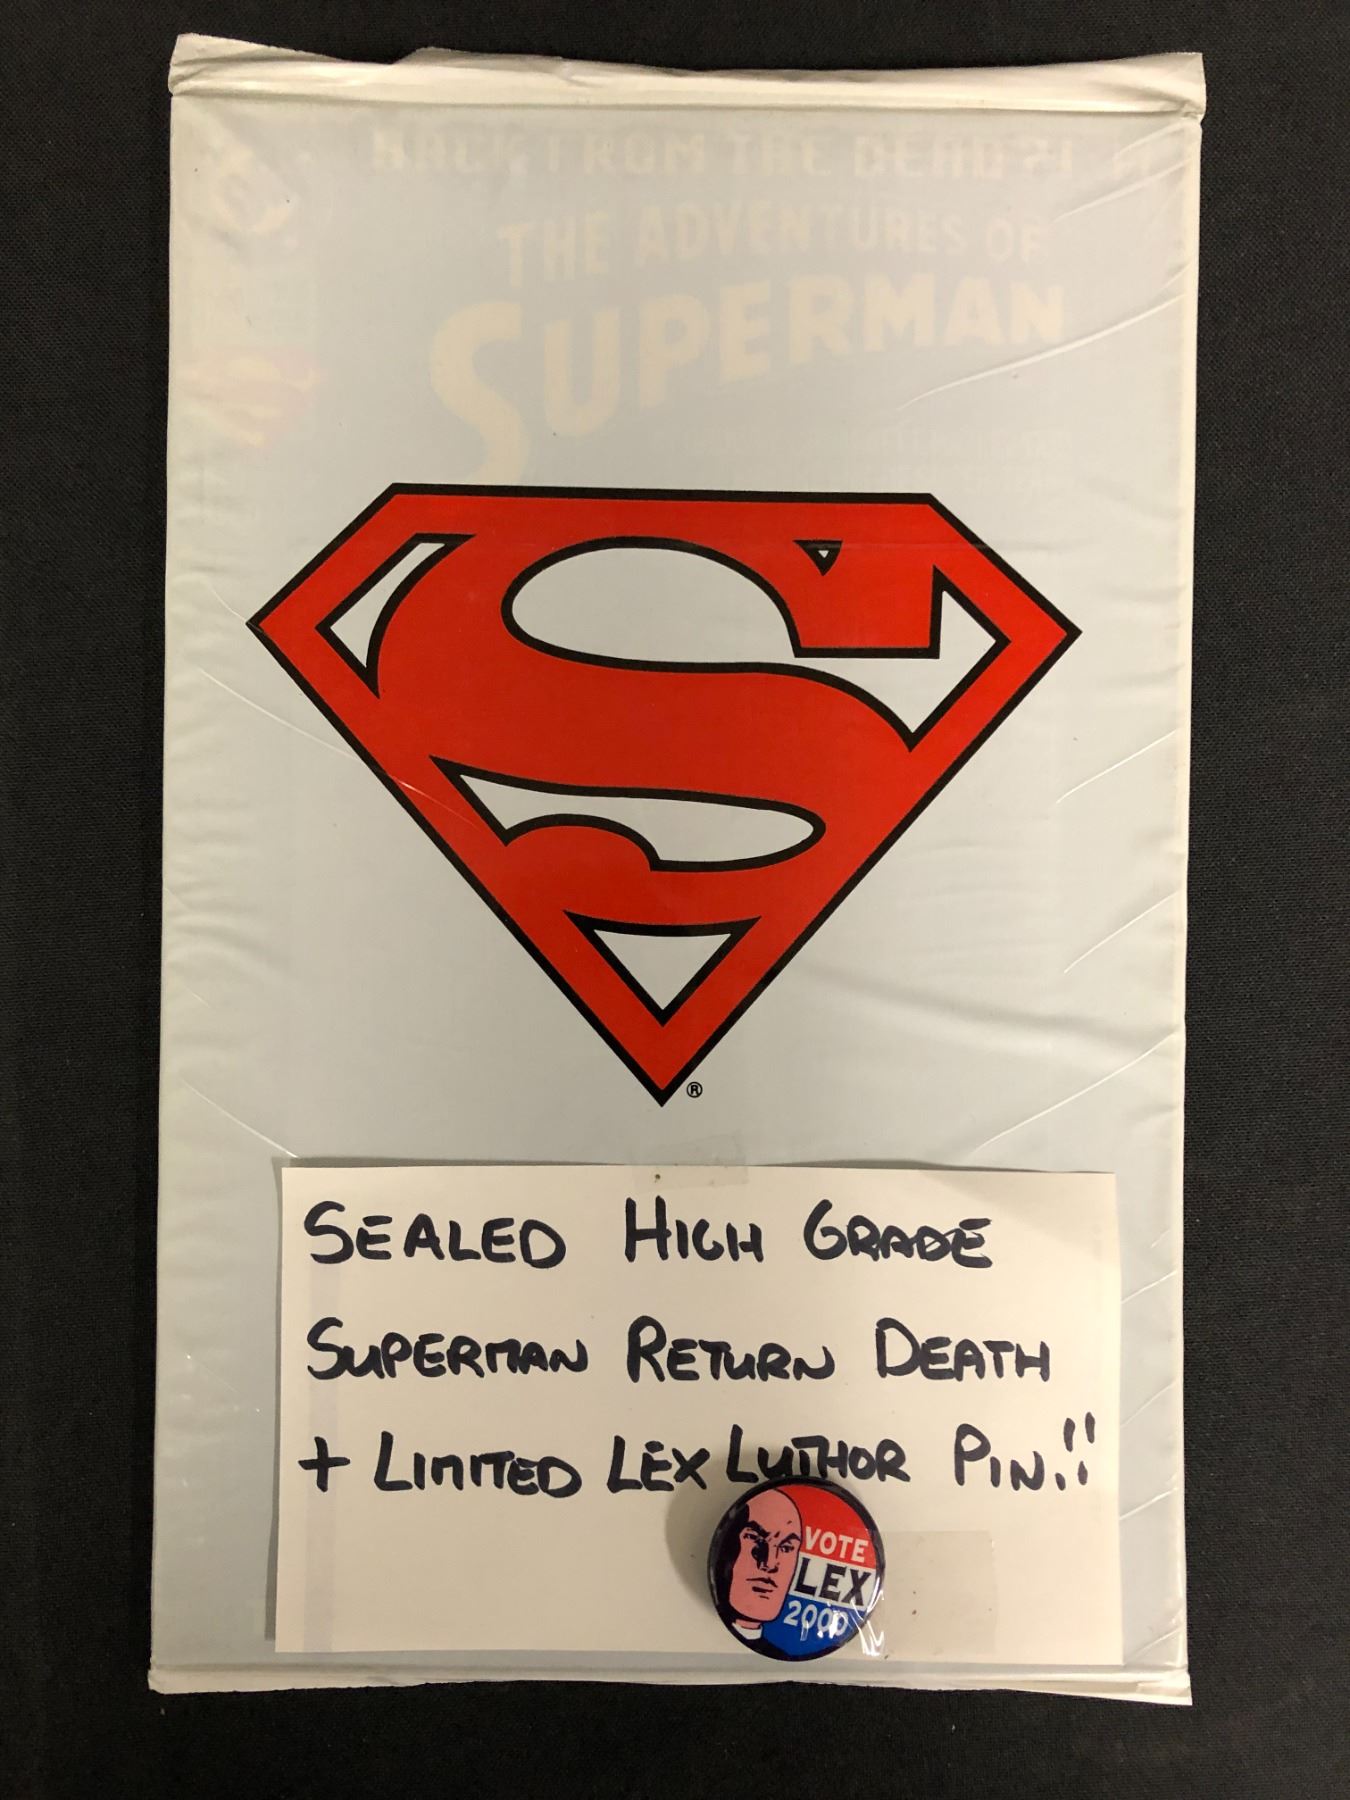 BACK FROM THE DEAD?!
THE ADVENTURES OF
SUPERMAN
®
SEALED HIGH GRADE
SUPERMAN RETURN DEATH
+ LIMITED LEX LUTHOR PIN!!
VOTE
LEX
2000